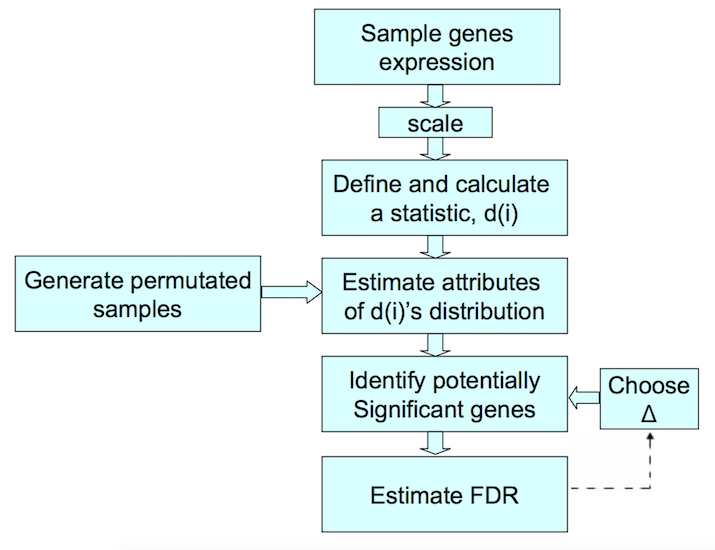 Sample genes
expression
scale
Define and calculate
a statistic, d(i)
Generate permutated
samples
Estimate attributes
of d(i)’s distribution
Identify potentially
Significant genes
Choose
Δ
Estimate FDR